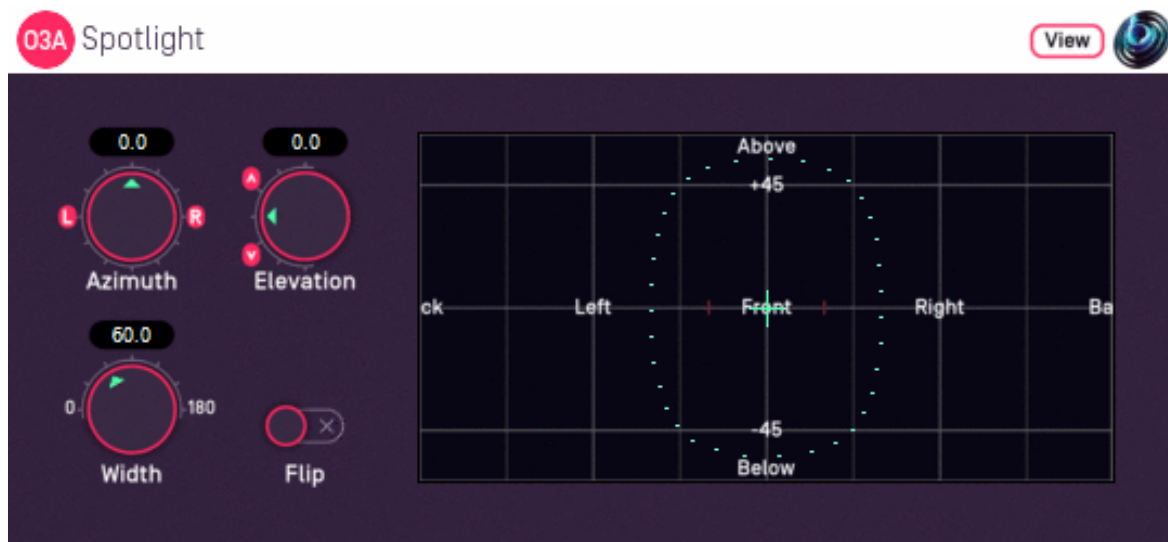 O3A Spotlight View
0.0 0.0
Above
+45
L R
^
v
Azimuth Elevation
ck Left Front Right Ba
60.0
0 180
Width Flip
-45
Below